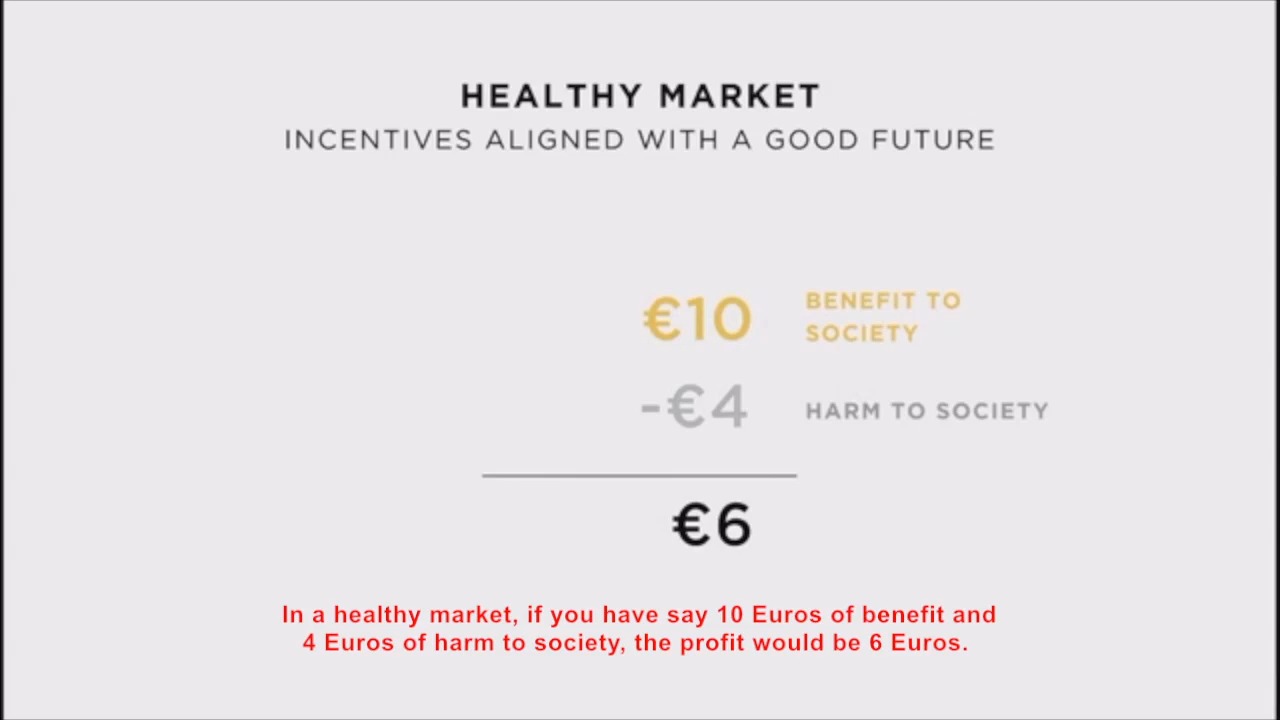 HEALTHY MARKET
INCENTIVES ALIGNED WITH A GOOD FUTURE
€10
BENEFIT TO
SOCIETY
-€4 HARM TO SOCIETY
€6
In a healthy market, if you have say 10 Euros of benefit and
4 Euros of harm to society, the profit would be 6 Euros.